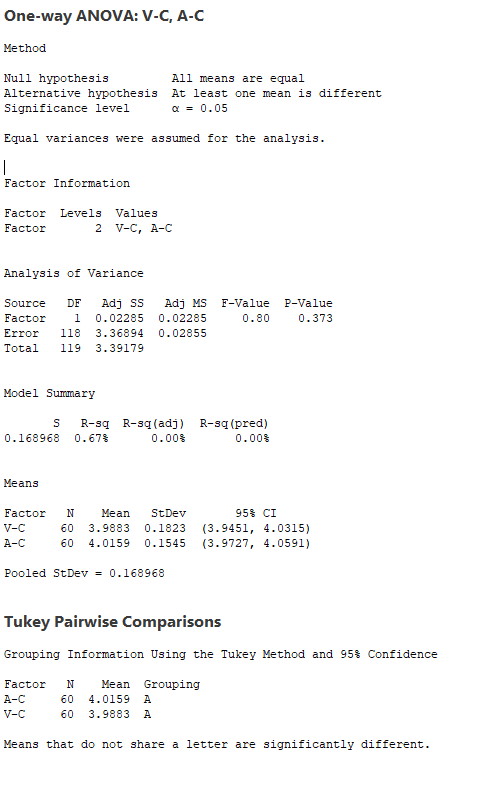 One-way ANOVA: V-C, A-C
Method
Null hypothesis All means are equal
Alternative hypothesis At least one mean is different
Significance level α = 0.05
Equal variances were assumed for the analysis.
Factor Information
Factor Levels Values
Factor 2 V-C, A-C
Analysis of Variance
Source DF Adj SS Adj MS F-Value P-Value
Factor 1 0.02285 0.02285 0.80 0.373
Error 118 3.36894 0.02855
Total 119 3.39179
Model Summary
S R-sq R-sq(adj) R-sq(pred)
0.168968 0.67% 0.00% 0.00%
Means
Factor N Mean StDev 95% CI
V-C 60 3.9883 0.1823 (3.9451, 4.0315)
A-C 60 4.0159 0.1545 (3.9727, 4.0591)
Pooled StDev = 0.168968
Tukey Pairwise Comparisons
Grouping Information Using the Tukey Method and 95% Confidence
Factor N Mean Grouping
A-C 60 4.0159 A
V-C 60 3.9883 A
Means that do not share a letter are significantly different.